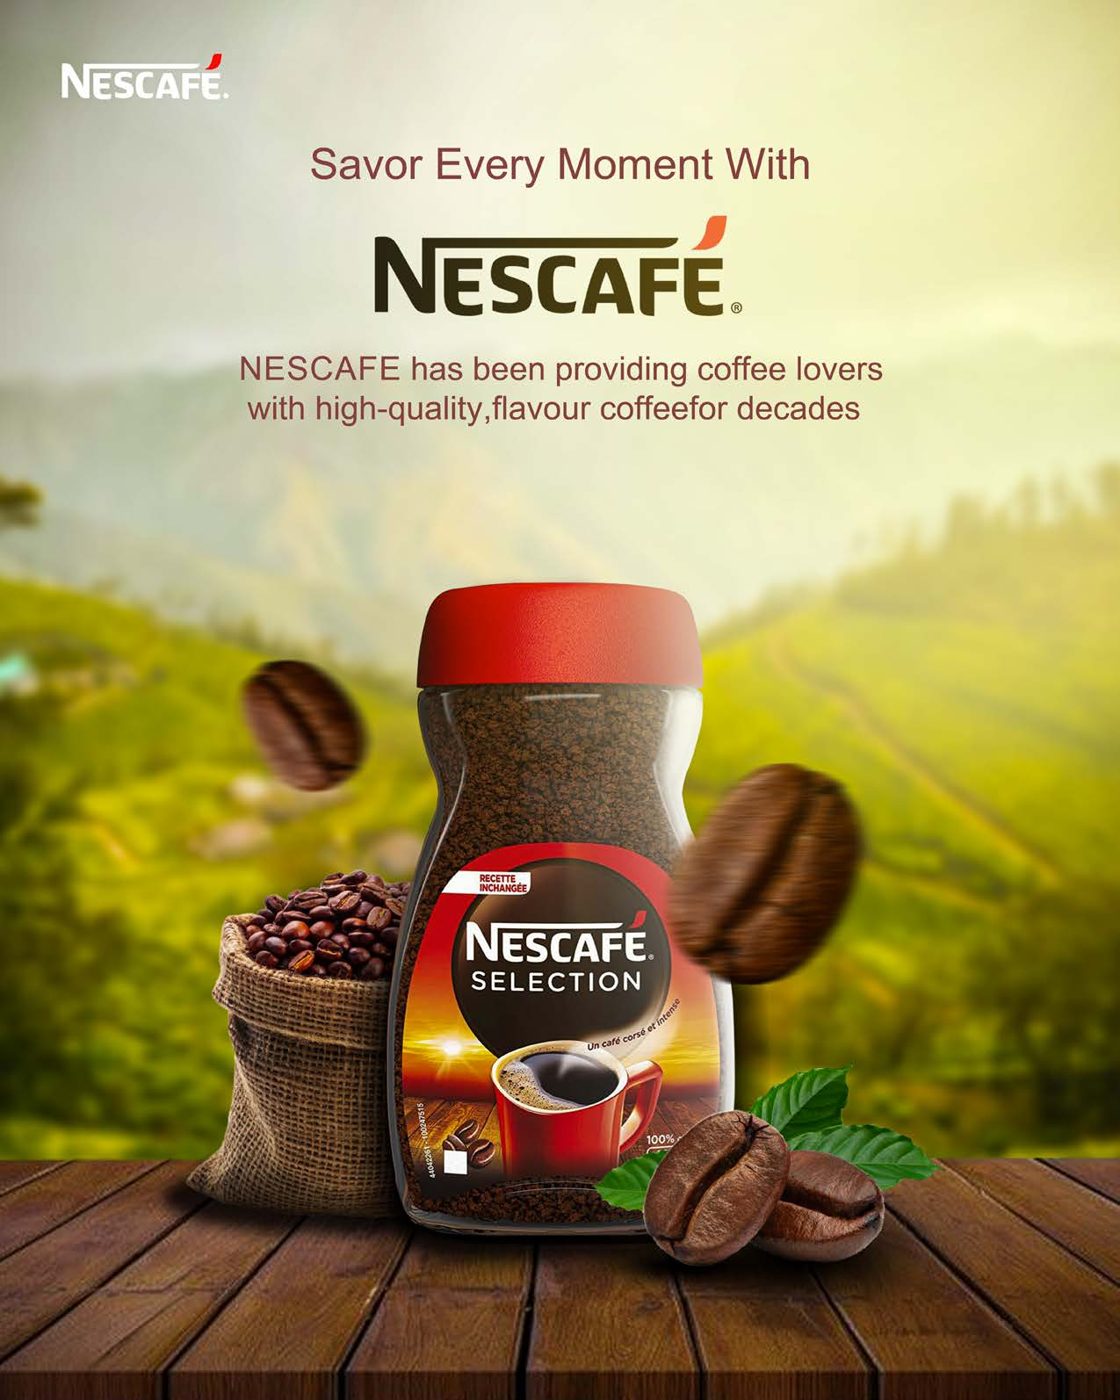 NESCAFÉ.
Savor Every Moment With
NESCAFÉ®
NESCAFE has been providing coffee lovers
with high-quality,flavour coffeefor decades
RECETTE
INCHANGÉE
NESCAFÉ®
SELECTION
Un café corsé et intense
100%